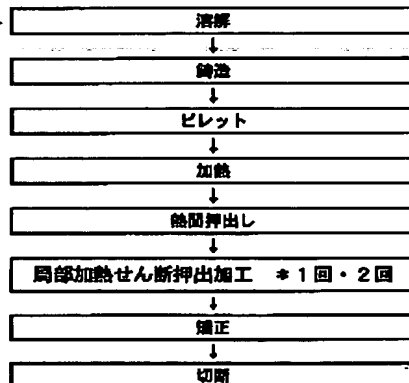 溶解
↓
鋳造
↓
ビレット
↓
加熱
↓
熱間押出し
↓
局部加熱せん断押出加工 *1回・2回
↓
矯正
↓
切断